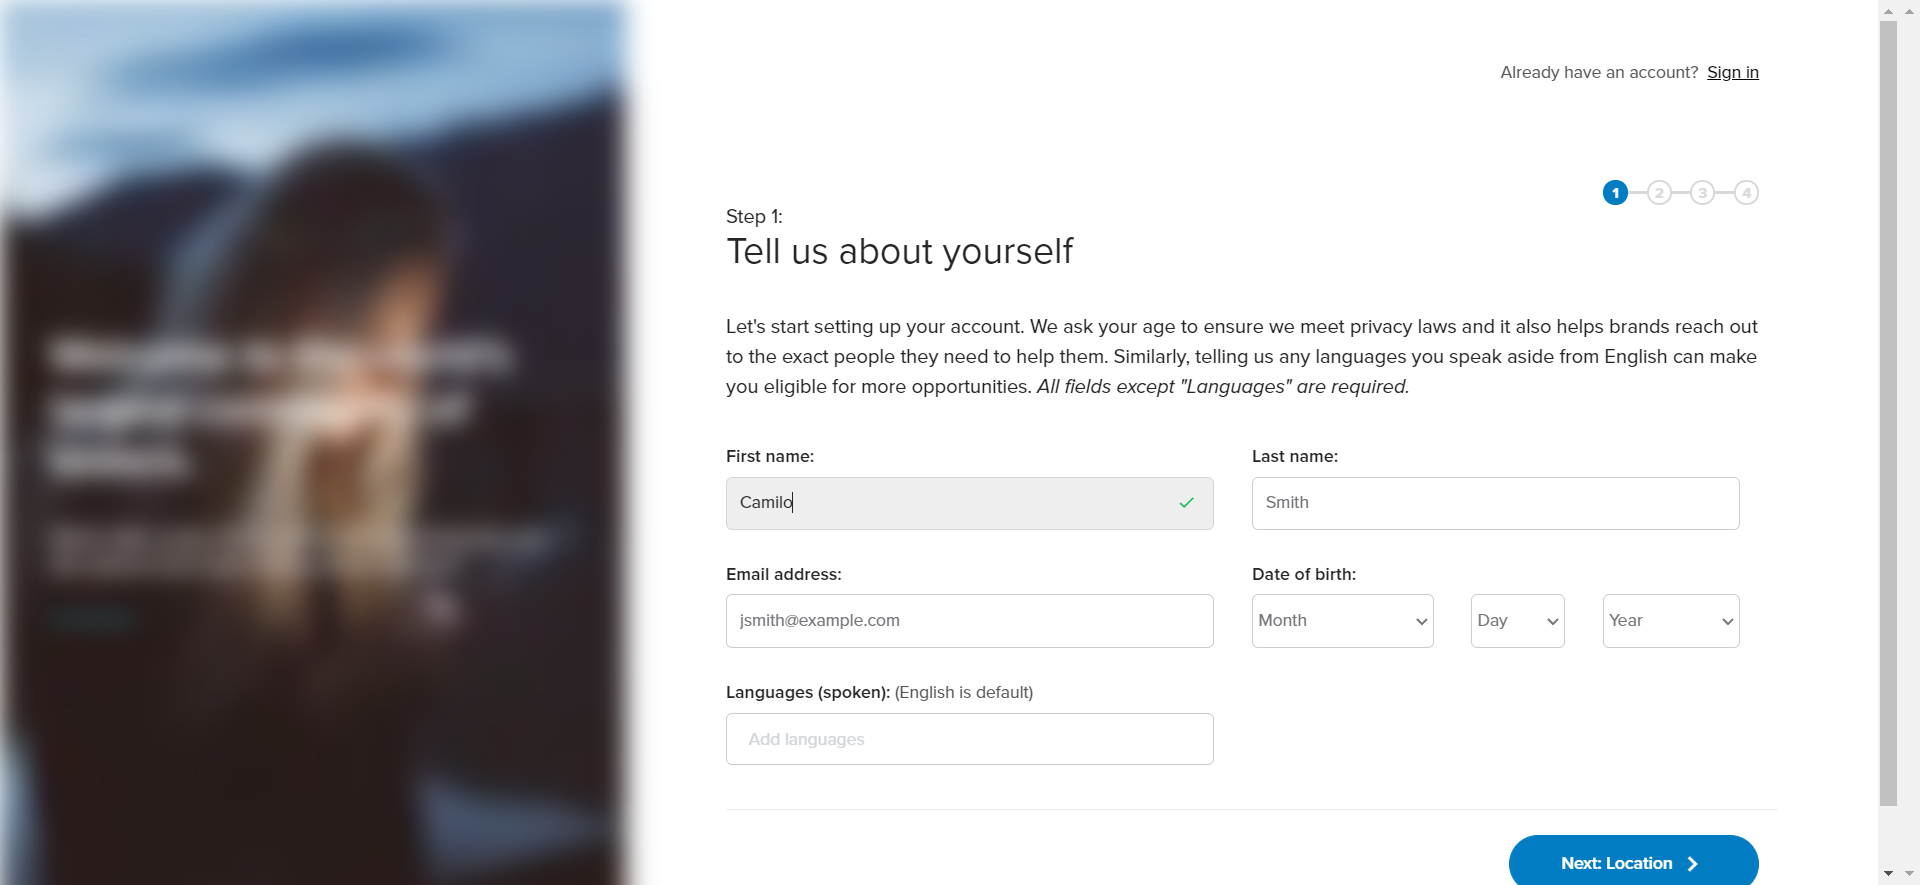 Already have an account? Sign in
1 2 3 4
Step 1:
Tell us about yourself
Let's start setting up your account. We ask your age to ensure we meet privacy laws and it also helps brands reach out
to the exact people they need to help them. Similarly, telling us any languages you speak aside from English can make
you eligible for more opportunities. All fields except "Languages" are required.
First name: Last name:
Camilo Smith
Email address: Date of birth:
jsmith@example.com Month Day Year
Languages (spoken): (English is default)
Add languages
Next: Location